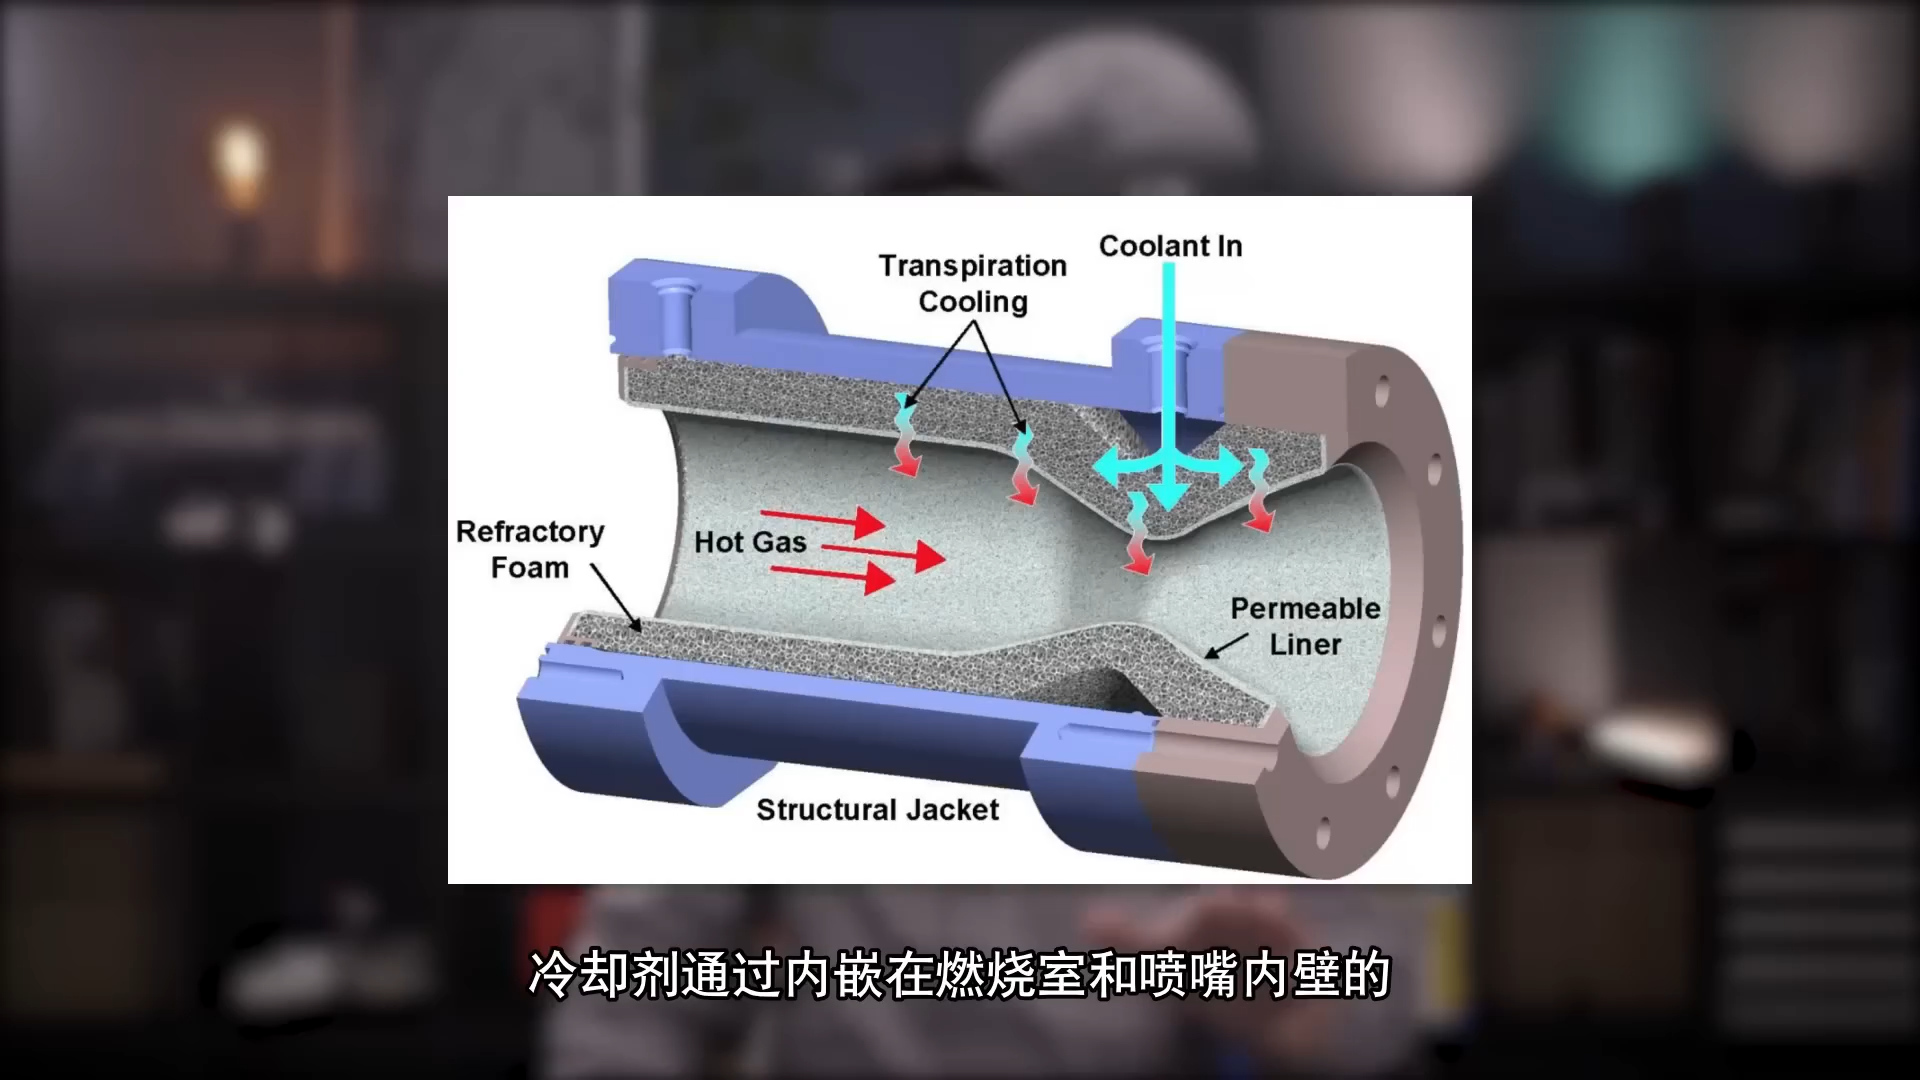 Coolant In
Transpiration
Cooling
Refractory
Foam
Hot Gas
Permeable
Liner
Structural Jacket
冷却剂通过内嵌在燃烧室和喷嘴内壁的